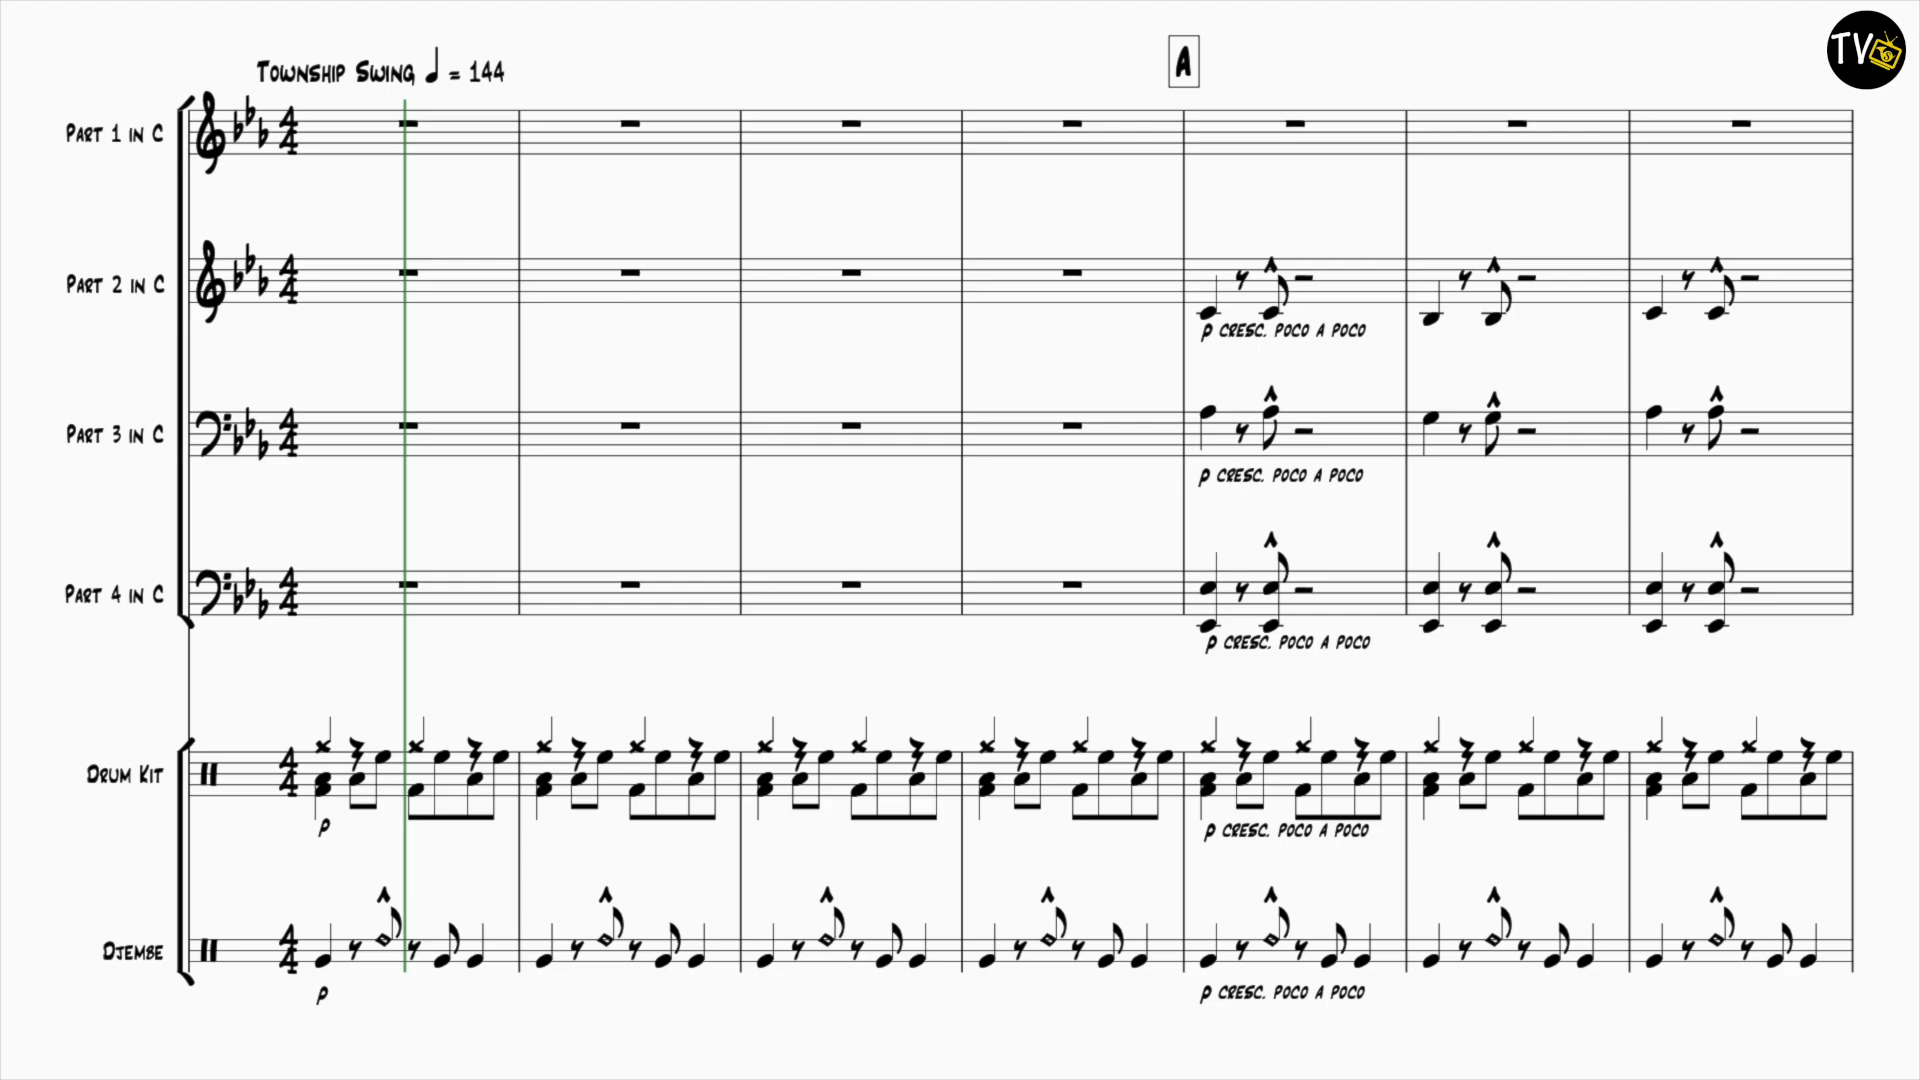 TV
Township Swing ♩ = 144
A
Part 1 in C
Part 2 in C
p cresc. poco a poco
Part 3 in C
p cresc. poco a poco
Part 4 in C
p cresc. poco a poco
Drum Kit
p
p cresc. poco a poco
Djembe
p
p cresc. poco a poco